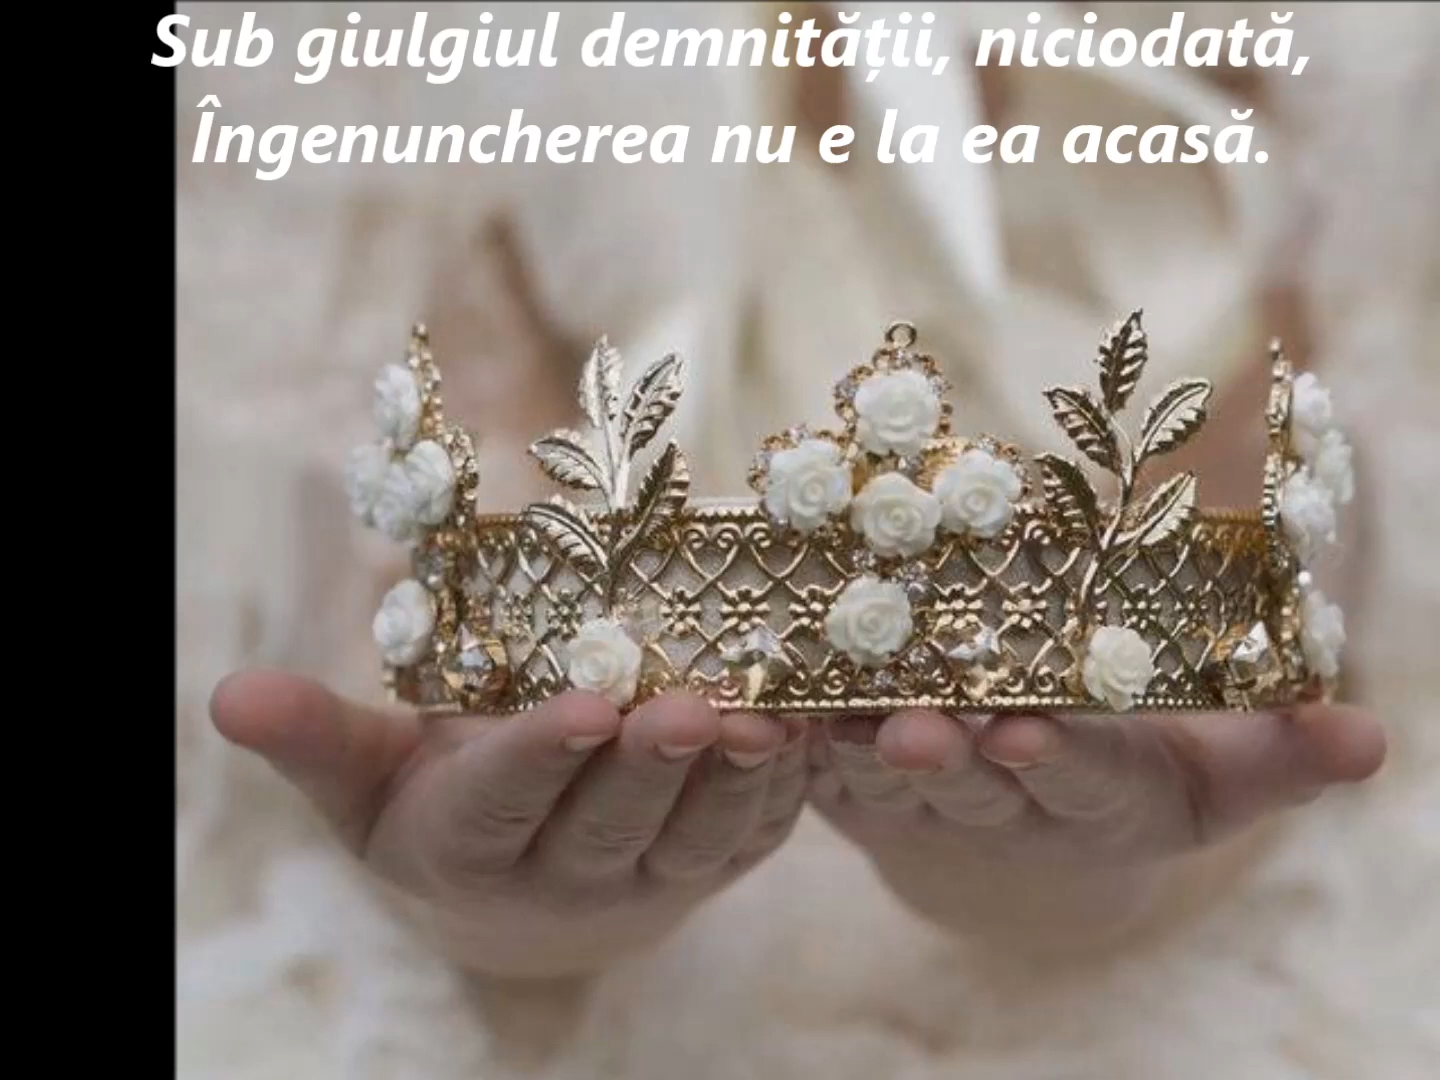 Sub giulgiul demnității, niciodată,
Îngenuncherea nu e la ea acasă.